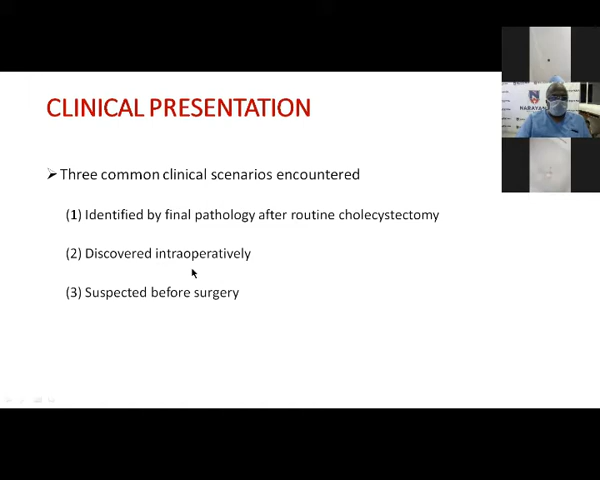 CLINICAL PRESENTATION
➢Three common clinical scenarios encountered
(1) Identified by final pathology after routine cholecystectomy
(2) Discovered intraoperatively
(3) Suspected before surgery